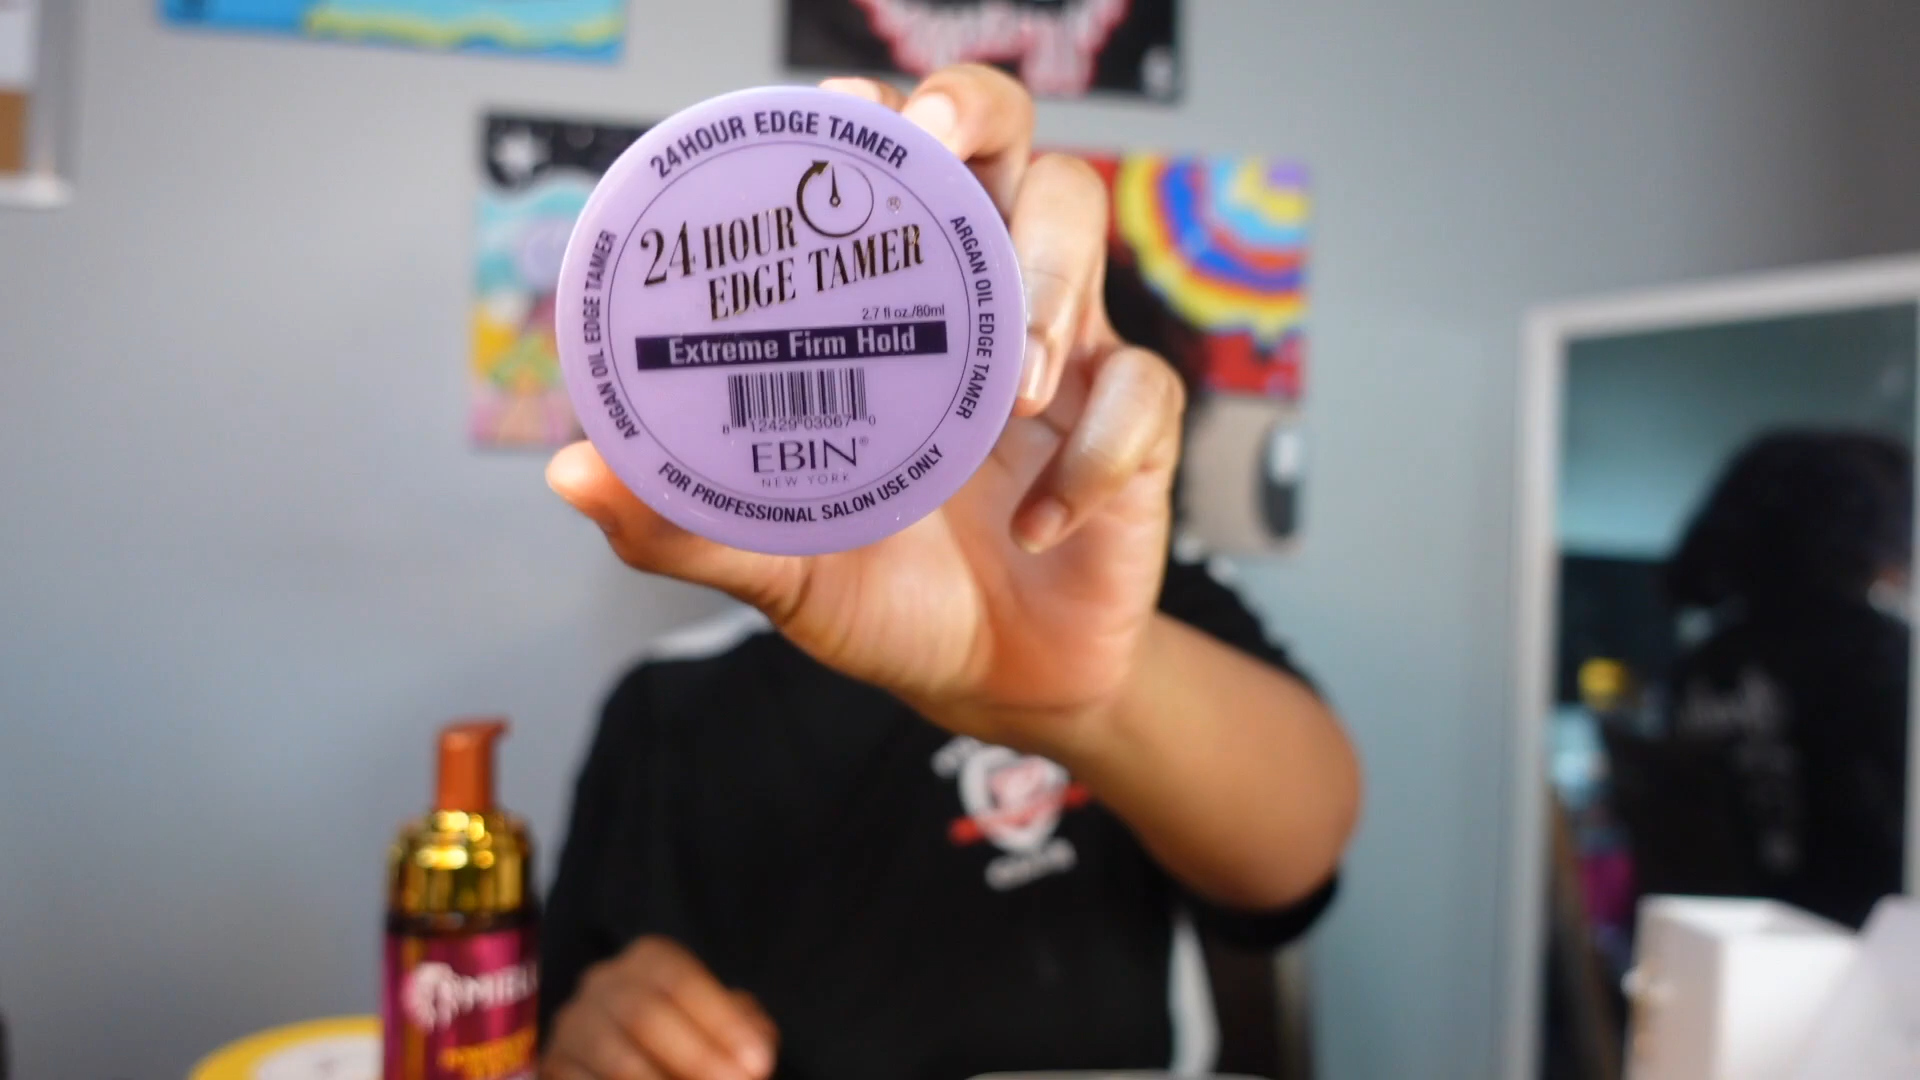 24 HOUR EDGE TAMER
24 HOUR
EDGE TAMER
®
2.7 fl oz./80ml
Extreme Firm Hold
8 12429 03067 0
EBIN®
NEW YORK
ARGAN OIL EDGE TAMER
ARGAN OIL EDGE TAMER
FOR PROFESSIONAL SALON USE ONLY
MIEL